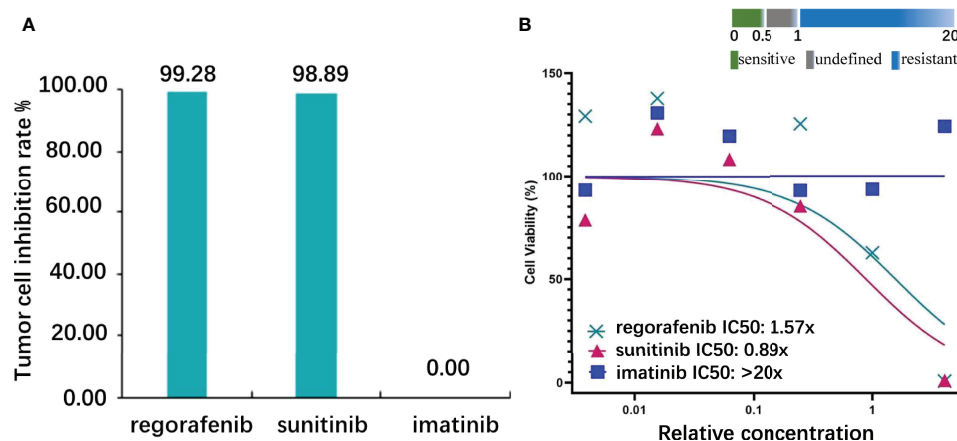 A
Tumor cell inhibition rate %
100.00
80.00
60.00
40.00
20.00
0.00
99.28
98.89
0.00
regorafenib
sunitinib
imatinib
B
0 0.5 1 20
sensitive undefined resistant
Cell Viability (%)
150
100
50
0
regorafenib IC50: 1.57x
sunitinib IC50: 0.89x
imatinib IC50: >20x
0.01 0.1 1
Relative concentration